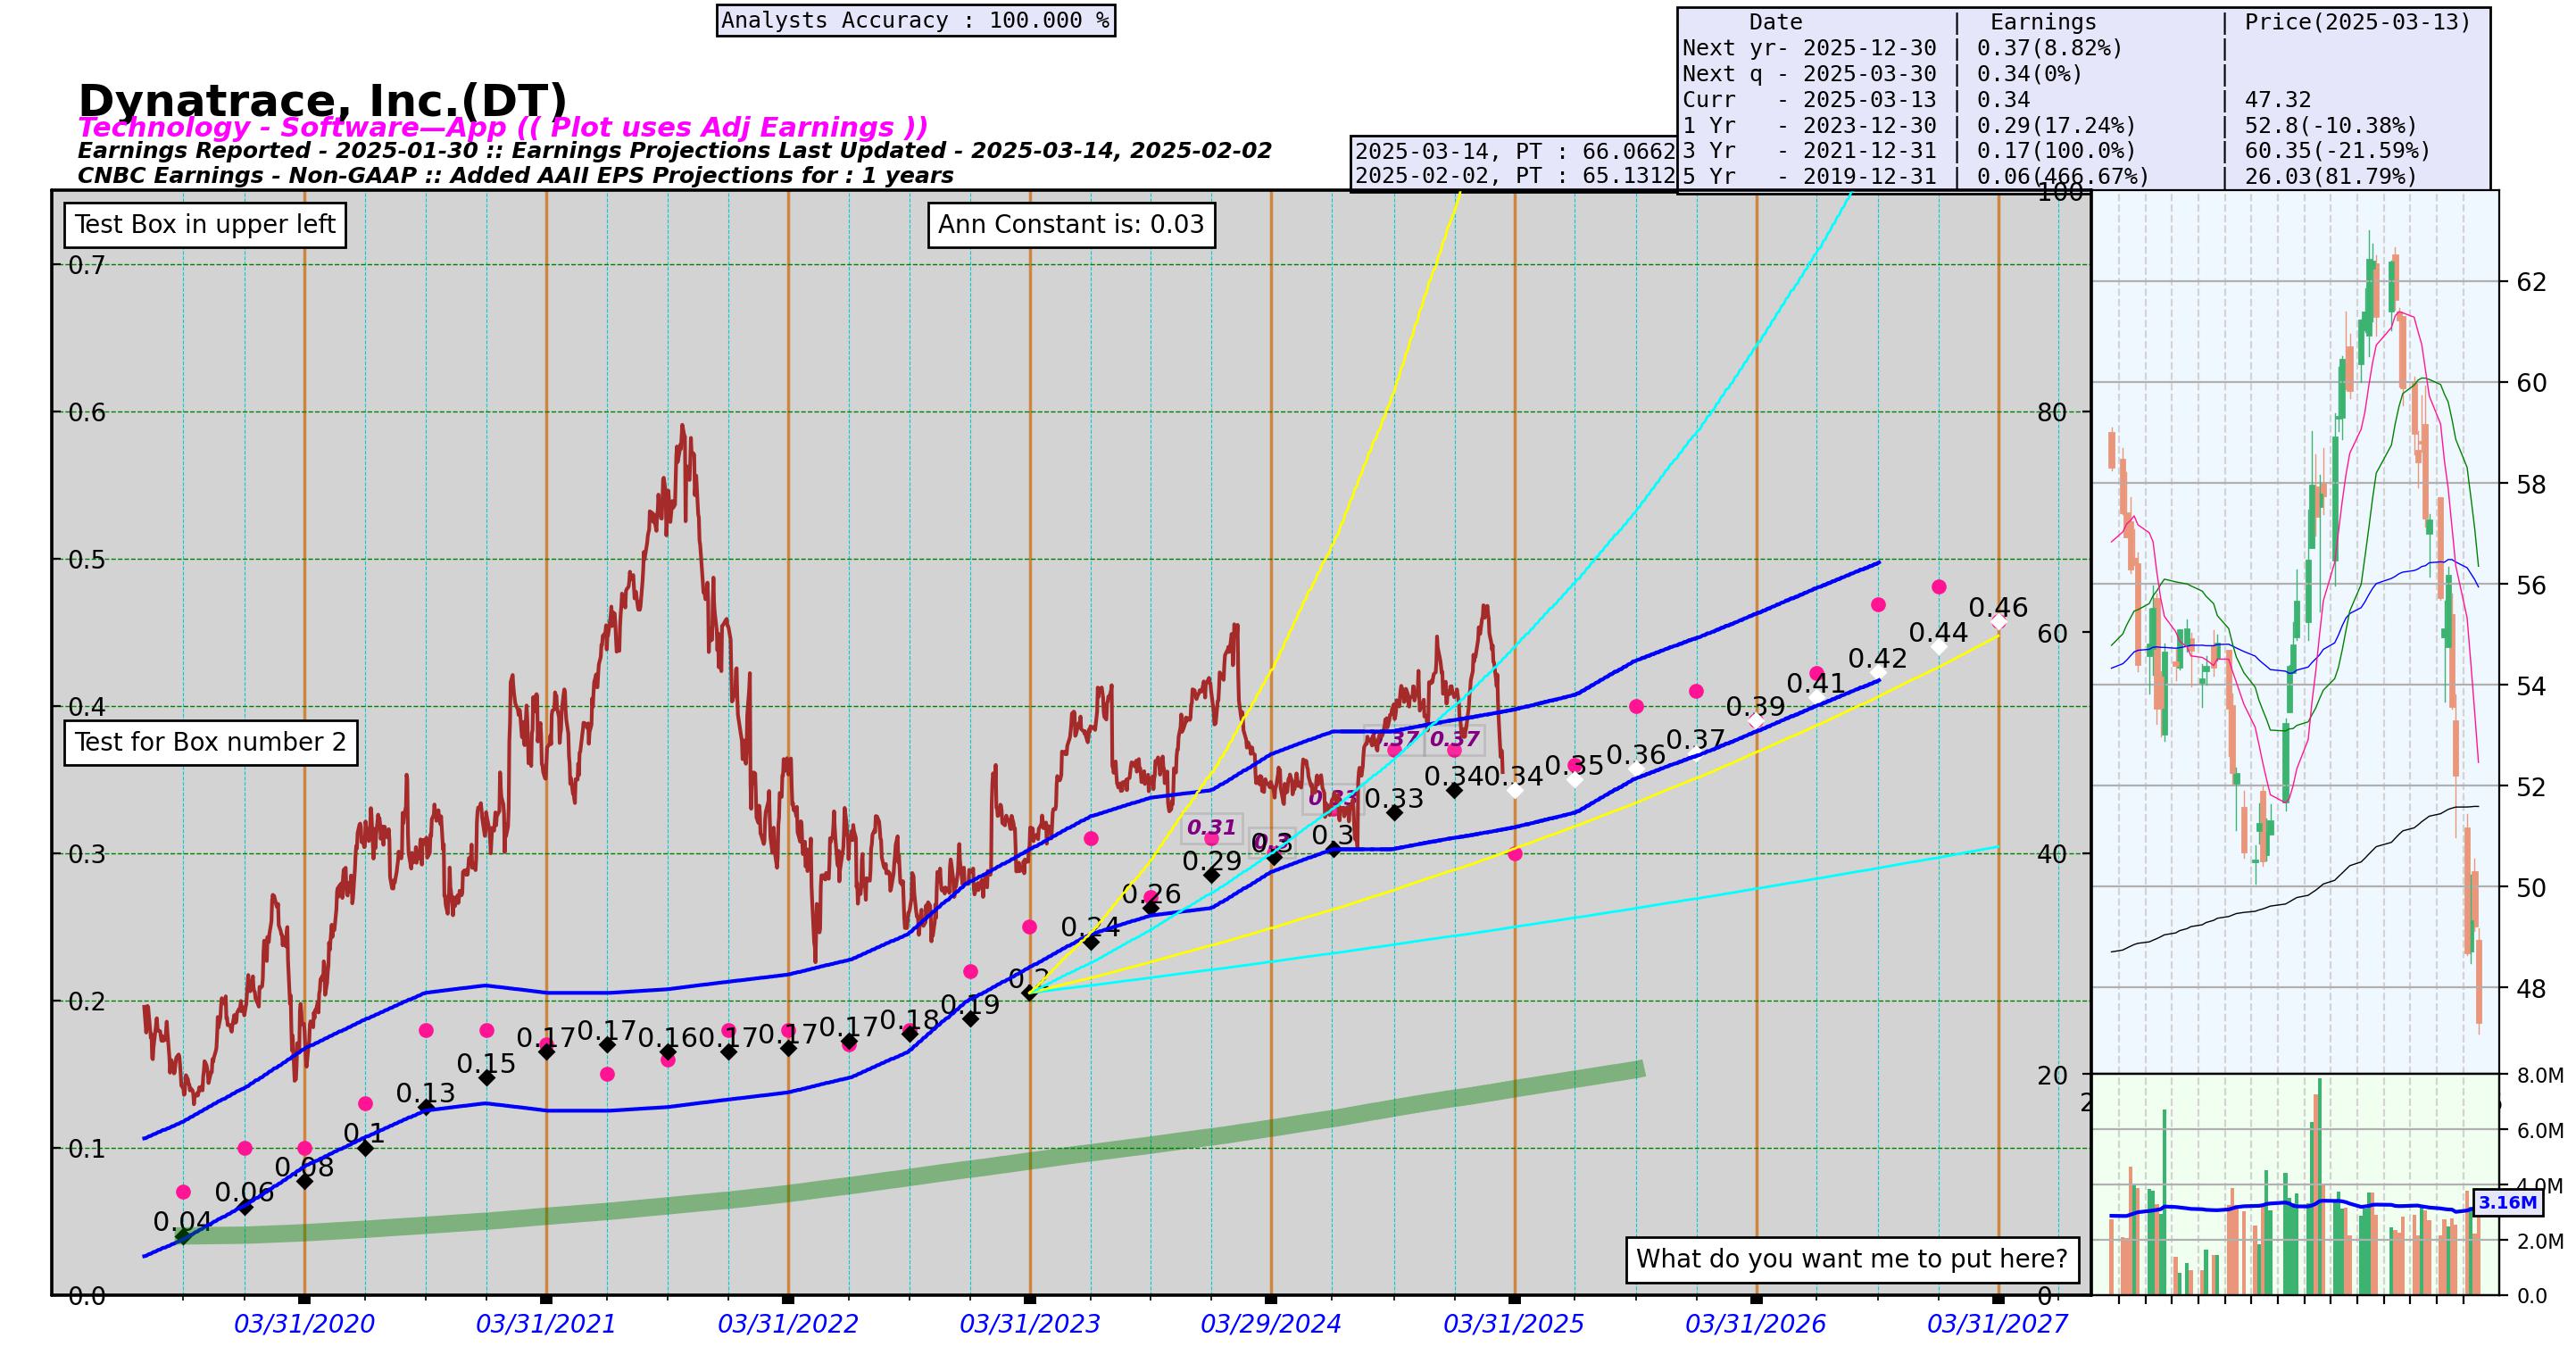 Analysts Accuracy : 100.000 %
Date | Earnings | Price(2025-03-13)
Next yr- 2025-12-30 | 0.37(8.82%) |
Next q - 2025-03-30 | 0.34(0%) |
Curr - 2025-03-13 | 0.34 | 47.32
1 Yr - 2023-12-30 | 0.29(17.24%) | 52.8(-10.38%)
3 Yr - 2021-12-31 | 0.17(100.0%) | 60.35(-21.59%)
5 Yr - 2019-12-31 | 0.06(466.67%) | 26.03(81.79%)
Dynatrace, Inc.(DT)
Technology - Software—App (( Plot uses Adj Earnings ))
Earnings Reported - 2025-01-30 :: Earnings Projections Last Updated - 2025-03-14, 2025-02-02
CNBC Earnings - Non-GAAP :: Added AAII EPS Projections for : 1 years
2025-03-14, PT : 66.0662
2025-02-02, PT : 65.1312
Test Box in upper left
Ann Constant is: 0.03
Test for Box number 2
What do you want me to put here?
0.7
0.6
0.5
0.4
0.3
0.2
0.1
0.0
100
80
60
40
20
0
0.04
0.06
0.08
0.1
0.13
0.15
0.17
0.17
0.16
0.17
0.17
0.17
0.18
0.19
0.2
0.24
0.26
0.29
0.3
0.3
0.33
0.34
0.34
0.35
0.36
0.37
0.39
0.41
0.42
0.44
0.46
0.31
0.3
0.33
0.37
0.37
62
60
58
56
54
52
50
48
8.0M
6.0M
4.0M
3.16M
2.0M
0.0
03/31/2020
03/31/2021
03/31/2022
03/31/2023
03/29/2024
03/31/2025
03/31/2026
03/31/2027